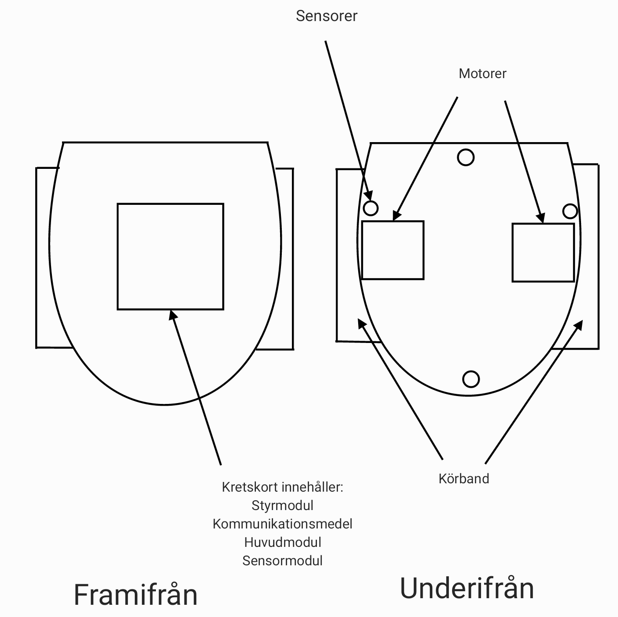 Sensorer
Motorer
Körband
Kretskort innehåller:
Styrmodul
Kommunikationsmedel
Huvudmodul
Sensormodul
Framifrån
Underifrån